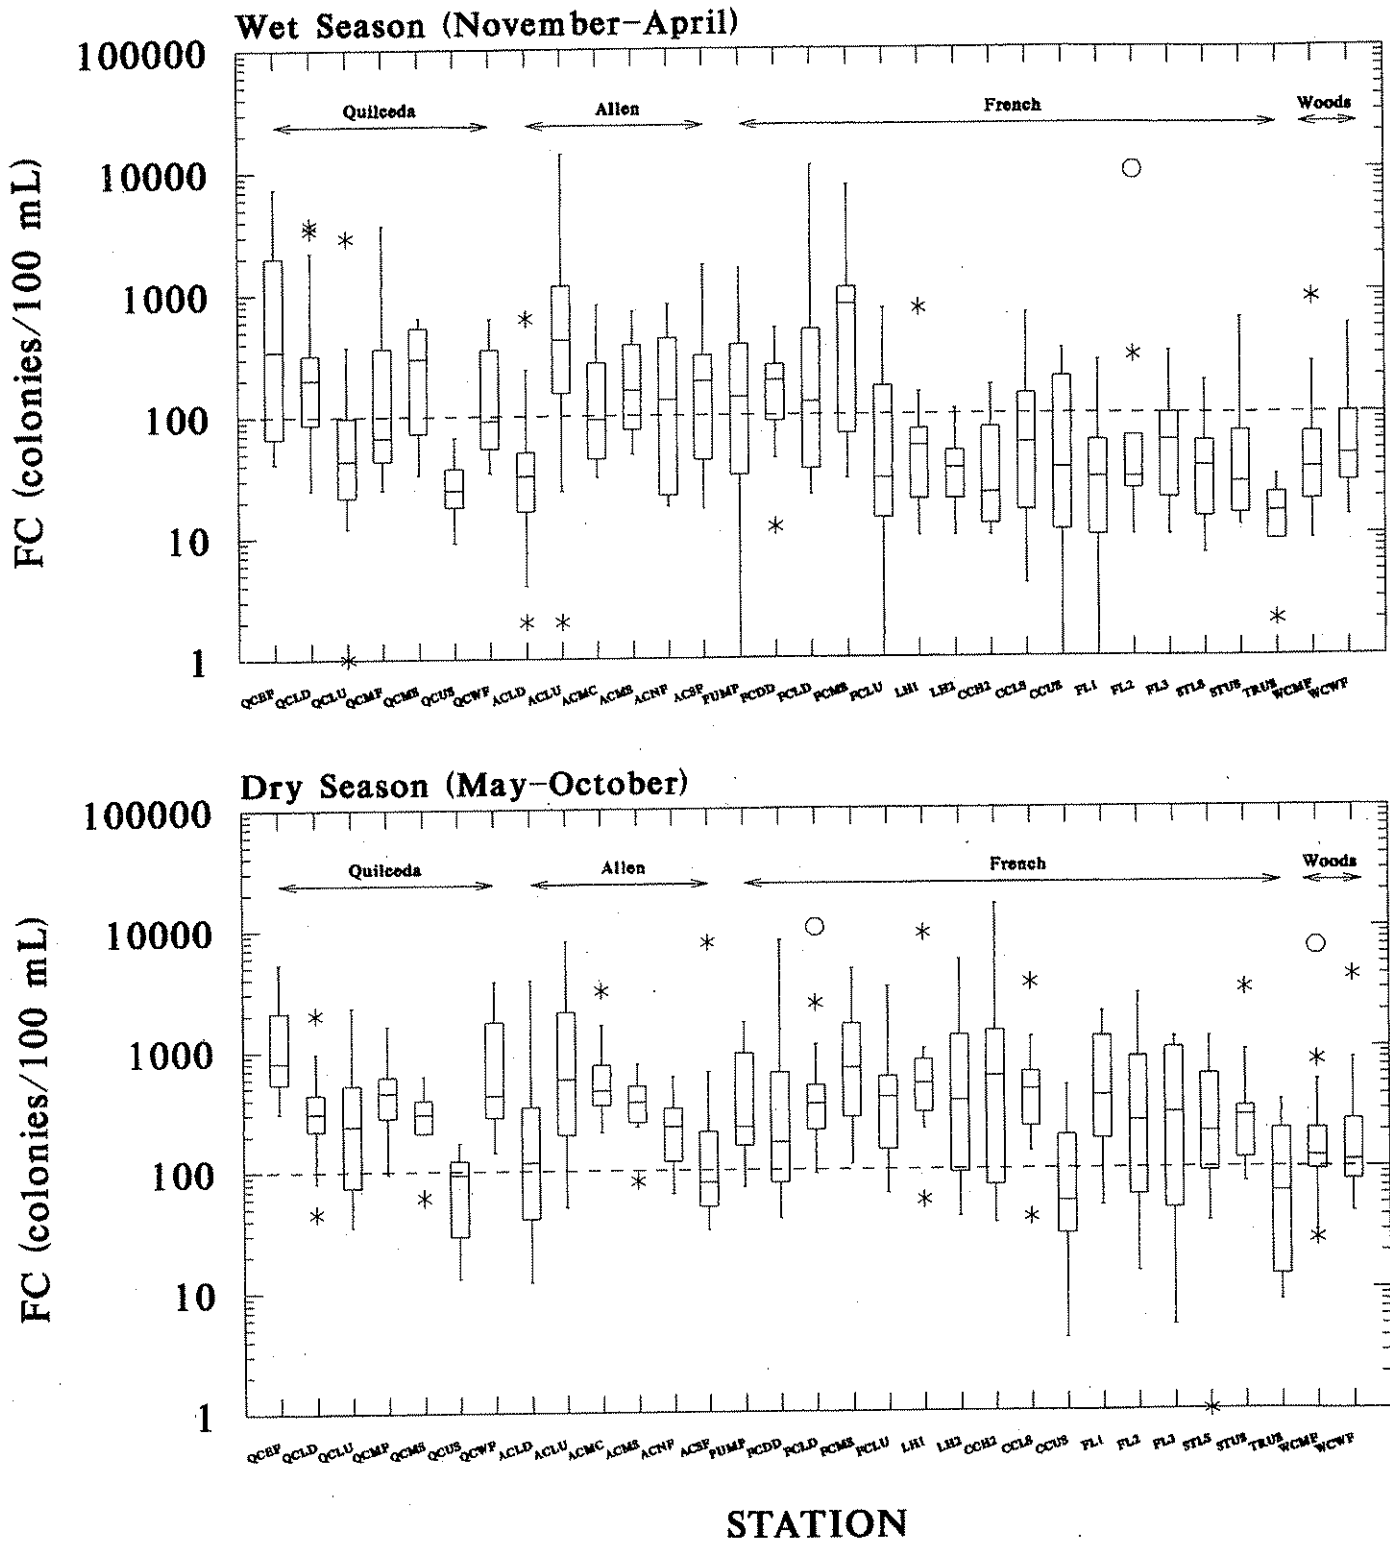 Wet Season (November-April)
100000
10000
1000
100
10
1
FC (colonies/100 mL)
Quilceda Allen French Woods
QCEF QCLD QCLU QCMF QCMS QCUS QCWF ACLD ACLU ACMC ACMS ACNF ACSF PUMP FCDD FCLD FCMS FCLU LH1 LH2 CCH2 CCLS CCUS FL1 FL2 FL3 STLS STUS TRUS WCMF WCWF
Dry Season (May-October)
100000
10000
1000
100
10
1
FC (colonies/100 mL)
Quilceda Allen French Woods
QCEF QCLD QCLU QCMF QCMS QCUS QCWF ACLD ACLU ACMC ACMS ACNF ACSF PUMP FCDD FCLD FCMS FCLU LH1 LH2 CCH2 CCLS CCUS FL1 FL2 FL3 STLS STUS TRUS WCMF WCWF
STATION